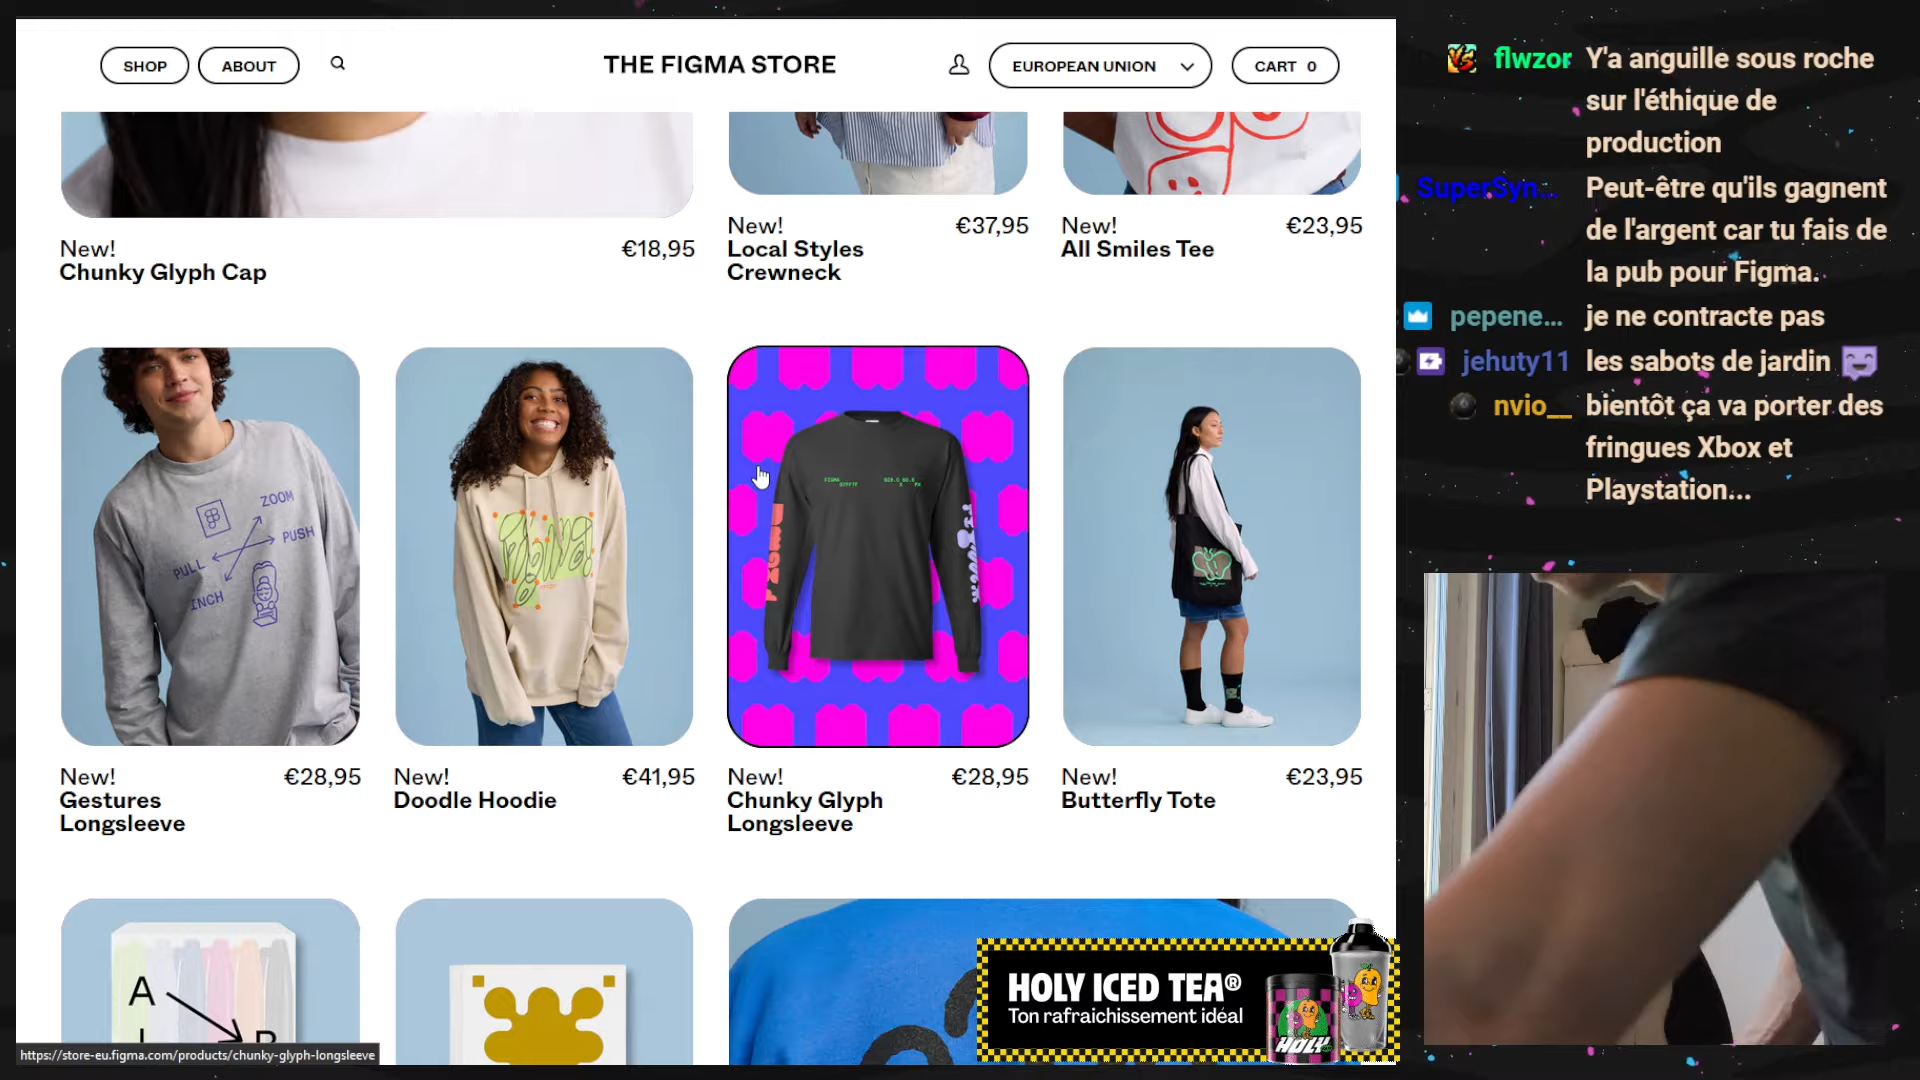 SHOP
ABOUT
THE FIGMA STORE
EUROPEAN UNION
CART 0
New!
€18,95
Chunky Glyph Cap
New!
€37,95
Local Styles
Crewneck
New!
€23,95
All Smiles Tee
ZOOM
PUSH
PULL
INCH
New!
€28,95
Gestures
Longsleeve
New!
€41,95
Doodle Hoodie
New!
€28,95
Chunky Glyph
Longsleeve
New!
€23,95
Butterfly Tote
A
HOLY ICED TEA®
Ton rafraichissement idéal
HOLY
https://store-eu.figma.com/products/chunky-glyph-longsleeve
flwzor Y'a anguille sous roche
sur l'éthique de
production
SuperSyn... Peut-être qu'ils gagnent
de l'argent car tu fais de
la pub pour Figma.
pepene... je ne contracte pas
jehuty11 les sabots de jardin
nvio__ bientôt ça va porter des
fringues Xbox et
Playstation...